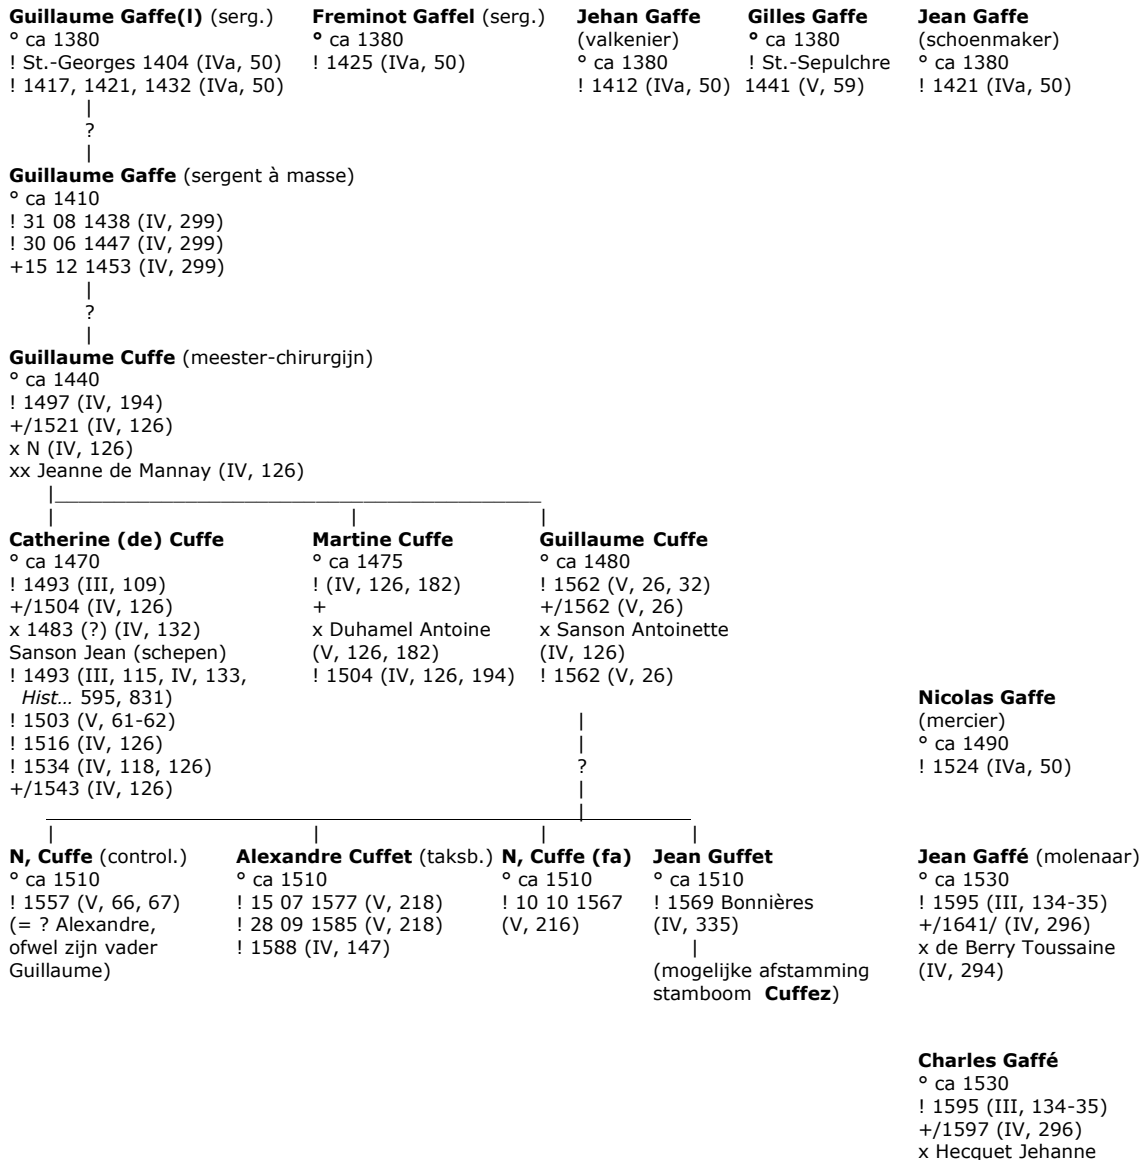 Guillaume Gaffe(l) (serg.)
° ca 1380
! St.-Georges 1404 (IVa, 50)
! 1417, 1421, 1432 (IVa, 50)
Freminot Gaffel (serg.)
° ca 1380
! 1425 (IVa, 50)
Jehan Gaffe
(valkenier)
° ca 1380
! 1412 (IVa, 50)
Gilles Gaffe
° ca 1380
! St.-Sepulchre
1441 (V, 59)
Jean Gaffe
(schoenmaker)
° ca 1380
! 1421 (IVa, 50)
|
?
|
Guillaume Gaffe (sergent à masse)
° ca 1410
! 31 08 1438 (IV, 299)
! 30 06 1447 (IV, 299)
+15 12 1453 (IV, 299)
|
?
|
Guillaume Cuffe (meester-chirurgijn)
° ca 1440
! 1497 (IV, 194)
+/1521 (IV, 126)
x N (IV, 126)
xx Jeanne de Mannay (IV, 126)
Catherine (de) Cuffe
° ca 1470
! 1493 (III, 109)
+/1504 (IV, 126)
x 1483 (?) (IV, 132)
Sanson Jean (schepen)
! 1493 (III, 115, IV, 133,
Hist… 595, 831)
! 1503 (V, 61-62)
! 1516 (IV, 126)
! 1534 (IV, 118, 126)
+/1543 (IV, 126)
Martine Cuffe
° ca 1475
! (IV, 126, 182)
+
x Duhamel Antoine
(V, 126, 182)
! 1504 (IV, 126, 194)
Guillaume Cuffe
° ca 1480
! 1562 (V, 26, 32)
+/1562 (V, 26)
x Sanson Antoinette
(IV, 126)
! 1562 (V, 26)
|
|
?
|
|
Nicolas Gaffe
(mercier)
° ca 1490
! 1524 (IVa, 50)
N, Cuffe (control.)
° ca 1510
! 1557 (V, 66, 67)
(= ? Alexandre,
ofwel zijn vader
Guillaume)
Alexandre Cuffet (taksb.)
° ca 1510
! 15 07 1577 (V, 218)
! 28 09 1585 (V, 218)
! 1588 (IV, 147)
N, Cuffe (fa)
° ca 1510
! 10 10 1567
(V, 216)
Jean Guffet
° ca 1510
! 1569 Bonnières
(IV, 335)
|
(mogelijke afstamming
stamboom Cuffez)
Jean Gaffé (molenaar)
° ca 1530
! 1595 (III, 134-35)
+/1641/ (IV, 296)
x de Berry Toussaine
(IV, 294)
Charles Gaffé
° ca 1530
! 1595 (III, 134-35)
+/1597 (IV, 296)
x Hecquet Jehanne